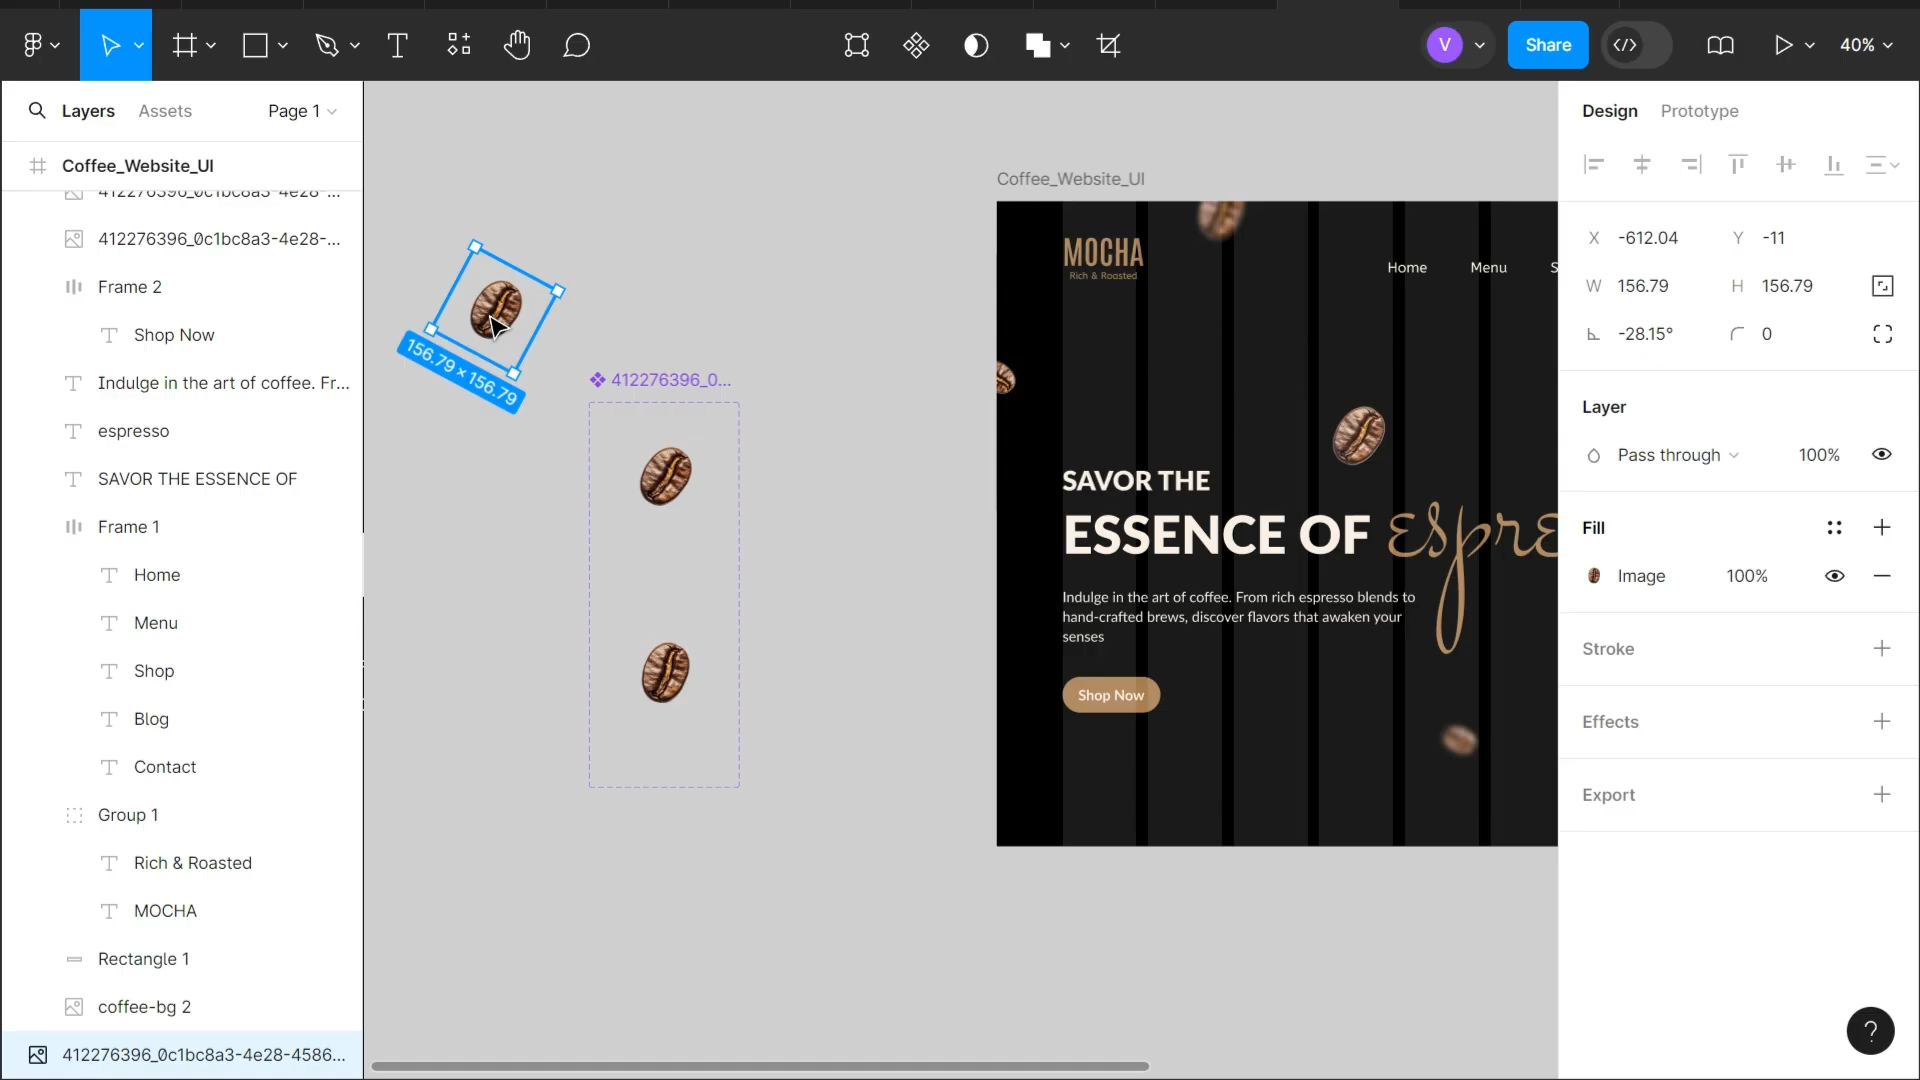 Share
40%
Layers
Assets
Page 1
Coffee_Website_UI
412276396_0c1bc8a3-4e28-...
412276396_0c1bc8a3-4e28-...
Frame 2
Shop Now
Indulge in the art of coffee. Fr...
espresso
SAVOR THE ESSENCE OF
Frame 1
Home
Menu
Shop
Blog
Contact
Group 1
Rich & Roasted
MOCHA
Rectangle 1
coffee-bg 2
412276396_0c1bc8a3-4e28-4586...
156.79 × 156.79
412276396_0...
Coffee_Website_UI
MOCHA
Rich & Roasted
Home
Menu
S
SAVOR THE
ESSENCE OF espre
Indulge in the art of coffee. From rich espresso blends to
hand-crafted brews, discover flavors that awaken your
senses
Shop Now
V
Design
Prototype
X -612.04
Y -11
W 156.79
H 156.79
-28.15°
0
Layer
Pass through
100%
Fill
Image
100%
Stroke
Effects
Export
?